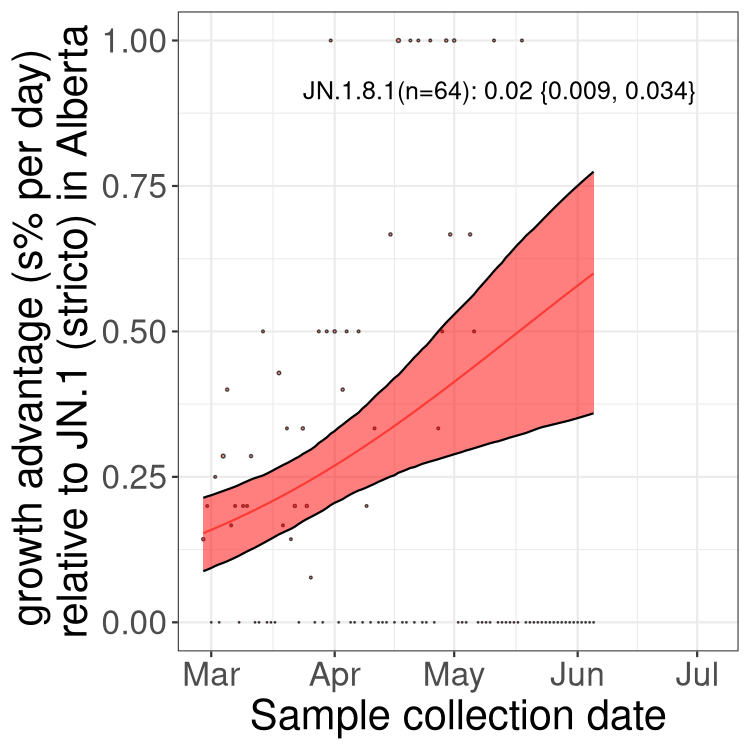 growth advantage (s% per day)
relative to JN.1 (stricto) in Alberta
1.00
0.75
0.50
0.25
0.00
JN.1.8.1(n=64): 0.02 {0.009, 0.034}
Mar Apr May Jun Jul
Sample collection date